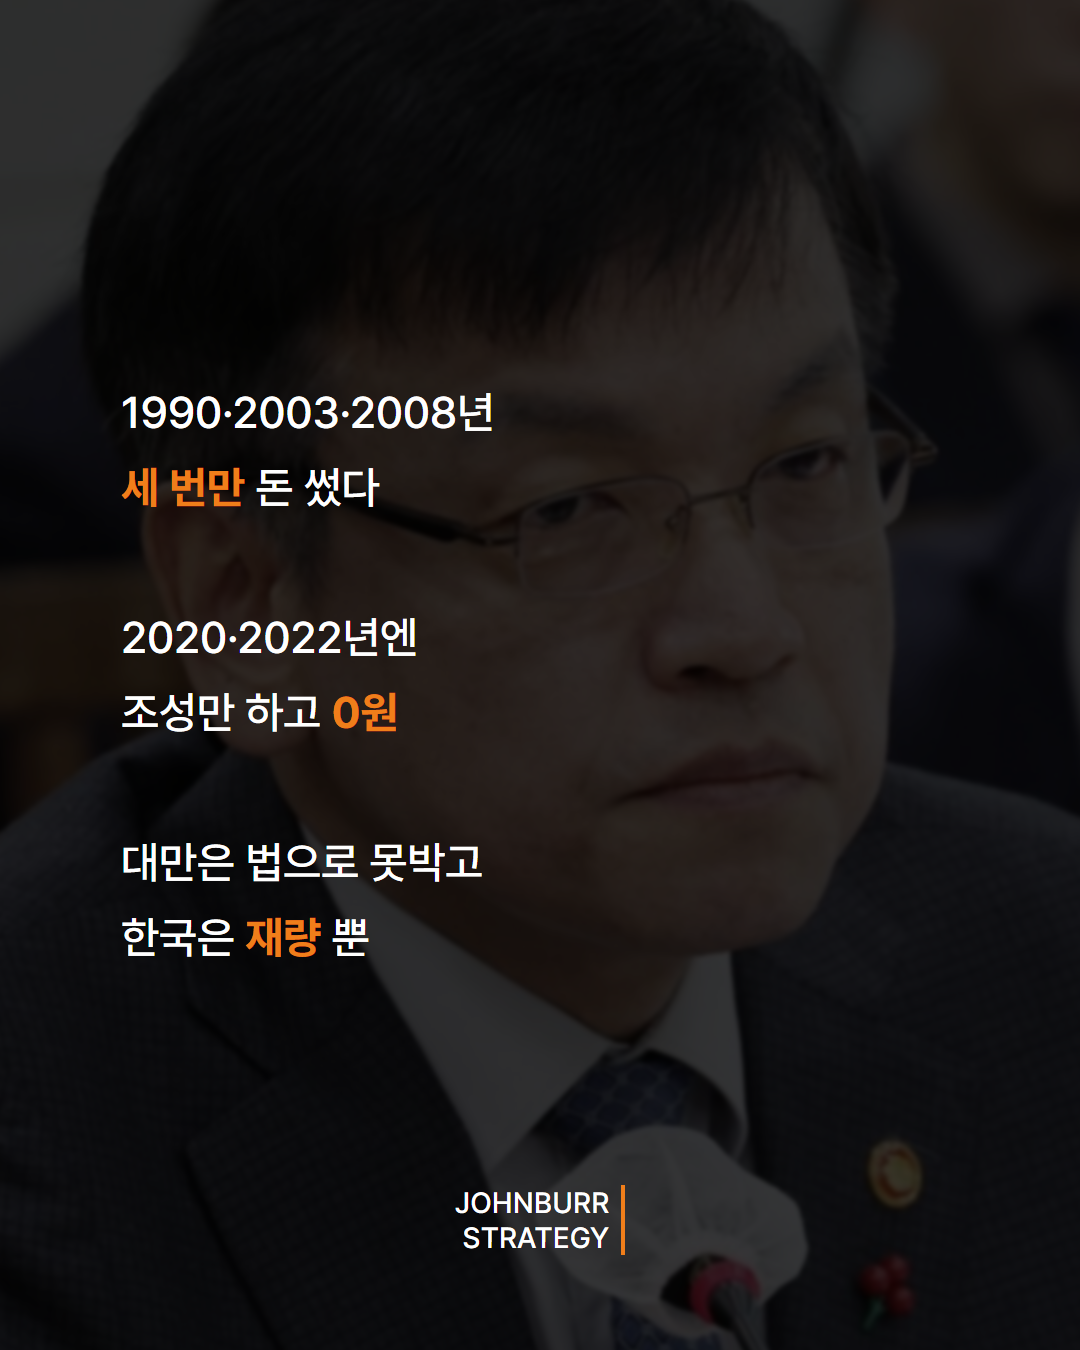 1990·2003·2008년
세 번만 돈 썼다
2020·2022년엔
조성만 하고 0원
대만은 법으로 못박고
한국은 재량 뿐
JOHNBURR
STRATEGY